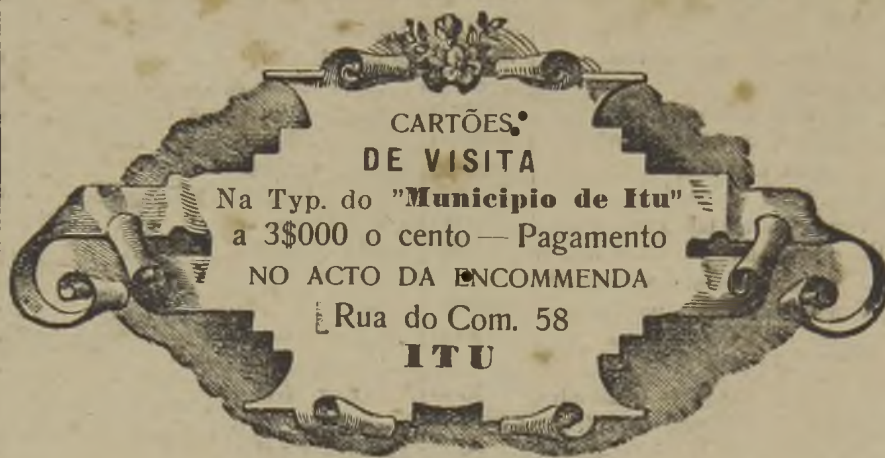 CARTÕES
DE VISITA
Na Typ. do "Municipio de Itu"
a 3$000 o cento — Pagamento
NO ACTO DA ENCOMMENDA
Rua do Com. 58
ITU